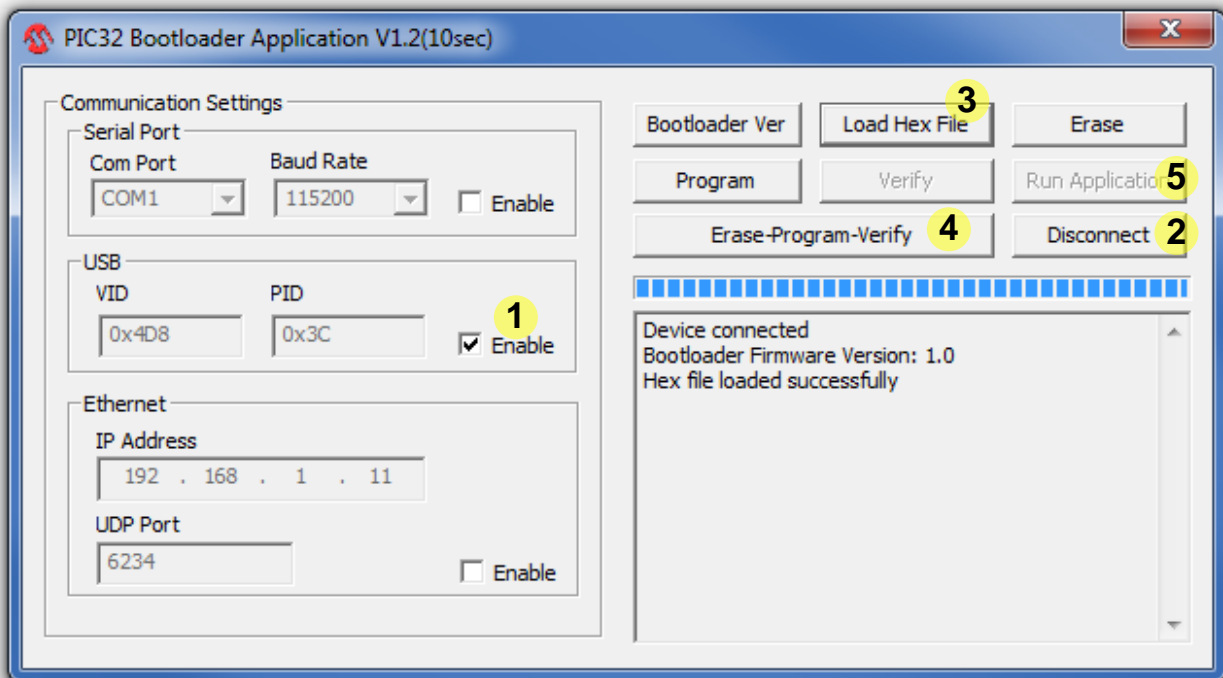 PIC32 Bootloader Application V1.2(10sec)
X
Communication Settings
Serial Port
Com Port Baud Rate
COM1 115200 Enable
USB
VID PID
0x4D8 0x3C 1 Enable
Ethernet
IP Address
192 . 168 . 1 . 11
UDP Port
6234 Enable
Bootloader Ver Load Hex File 3 Erase
Program Verify Run Application 5
Erase-Program-Verify 4 Disconnect 2
Device connected
Bootloader Firmware Version: 1.0
Hex file loaded successfully